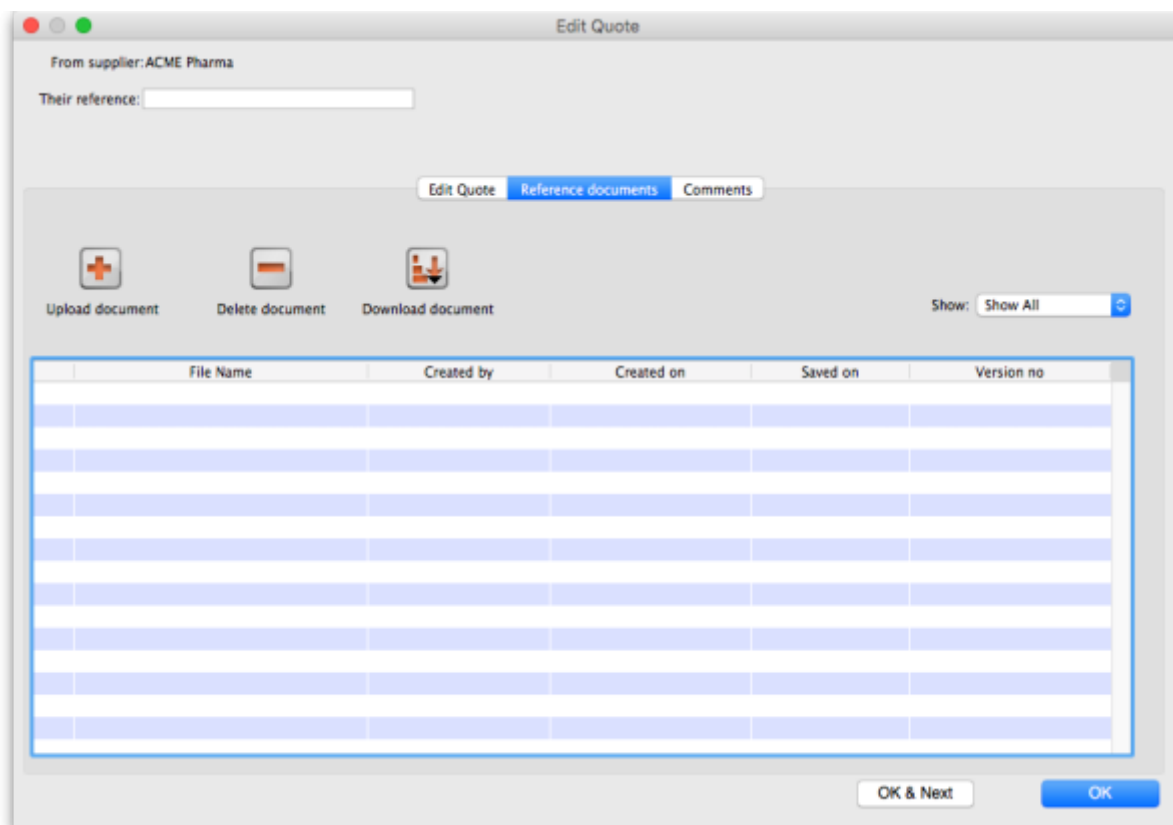 Edit Quote
From supplier:ACME Pharma
Their reference:
Edit Quote Reference documents Comments
Upload document Delete document Download document
Show: Show All
File Name Created by Created on Saved on Version no
OK & Next OK